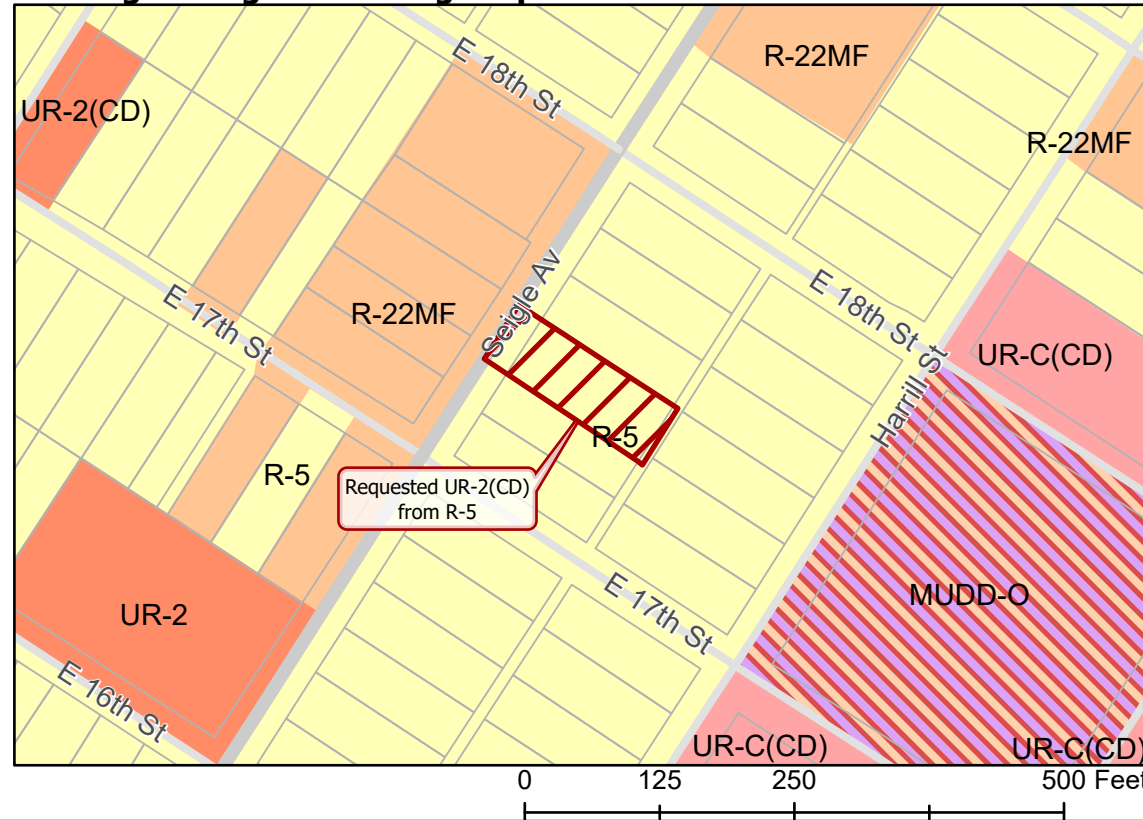 E 18th St
R-22MF
UR-2(CD)
R-22MF
Seigle Av
E 18th St
E 17th St
R-22MF
UR-C(CD)
Harrill St
R-5
R-5
Requested UR-2(CD)
from R-5
MUDD-O
UR-2
E 17th St
E 16th St
UR-C(CD)
UR-C(CD)
0 125 250 500 Feet